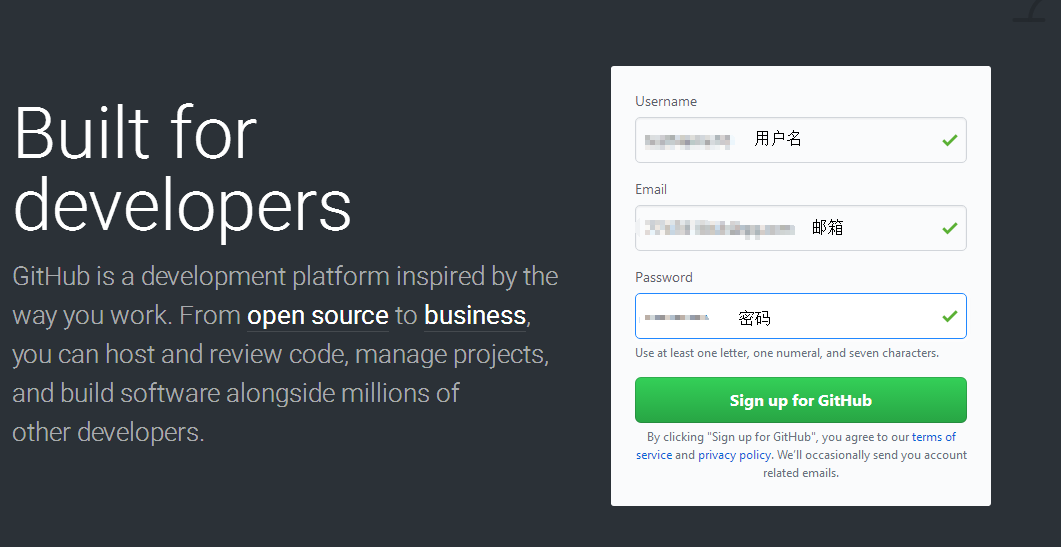 Built for
developers
GitHub is a development platform inspired by the
way you work. From open source to business,
you can host and review code, manage projects,
and build software alongside millions of
other developers.
Username
用户名
Email
邮箱
Password
密码
Use at least one letter, one numeral, and seven characters.
Sign up for GitHub
By clicking "Sign up for GitHub", you agree to our terms of
service and privacy policy. We'll occasionally send you account
related emails.